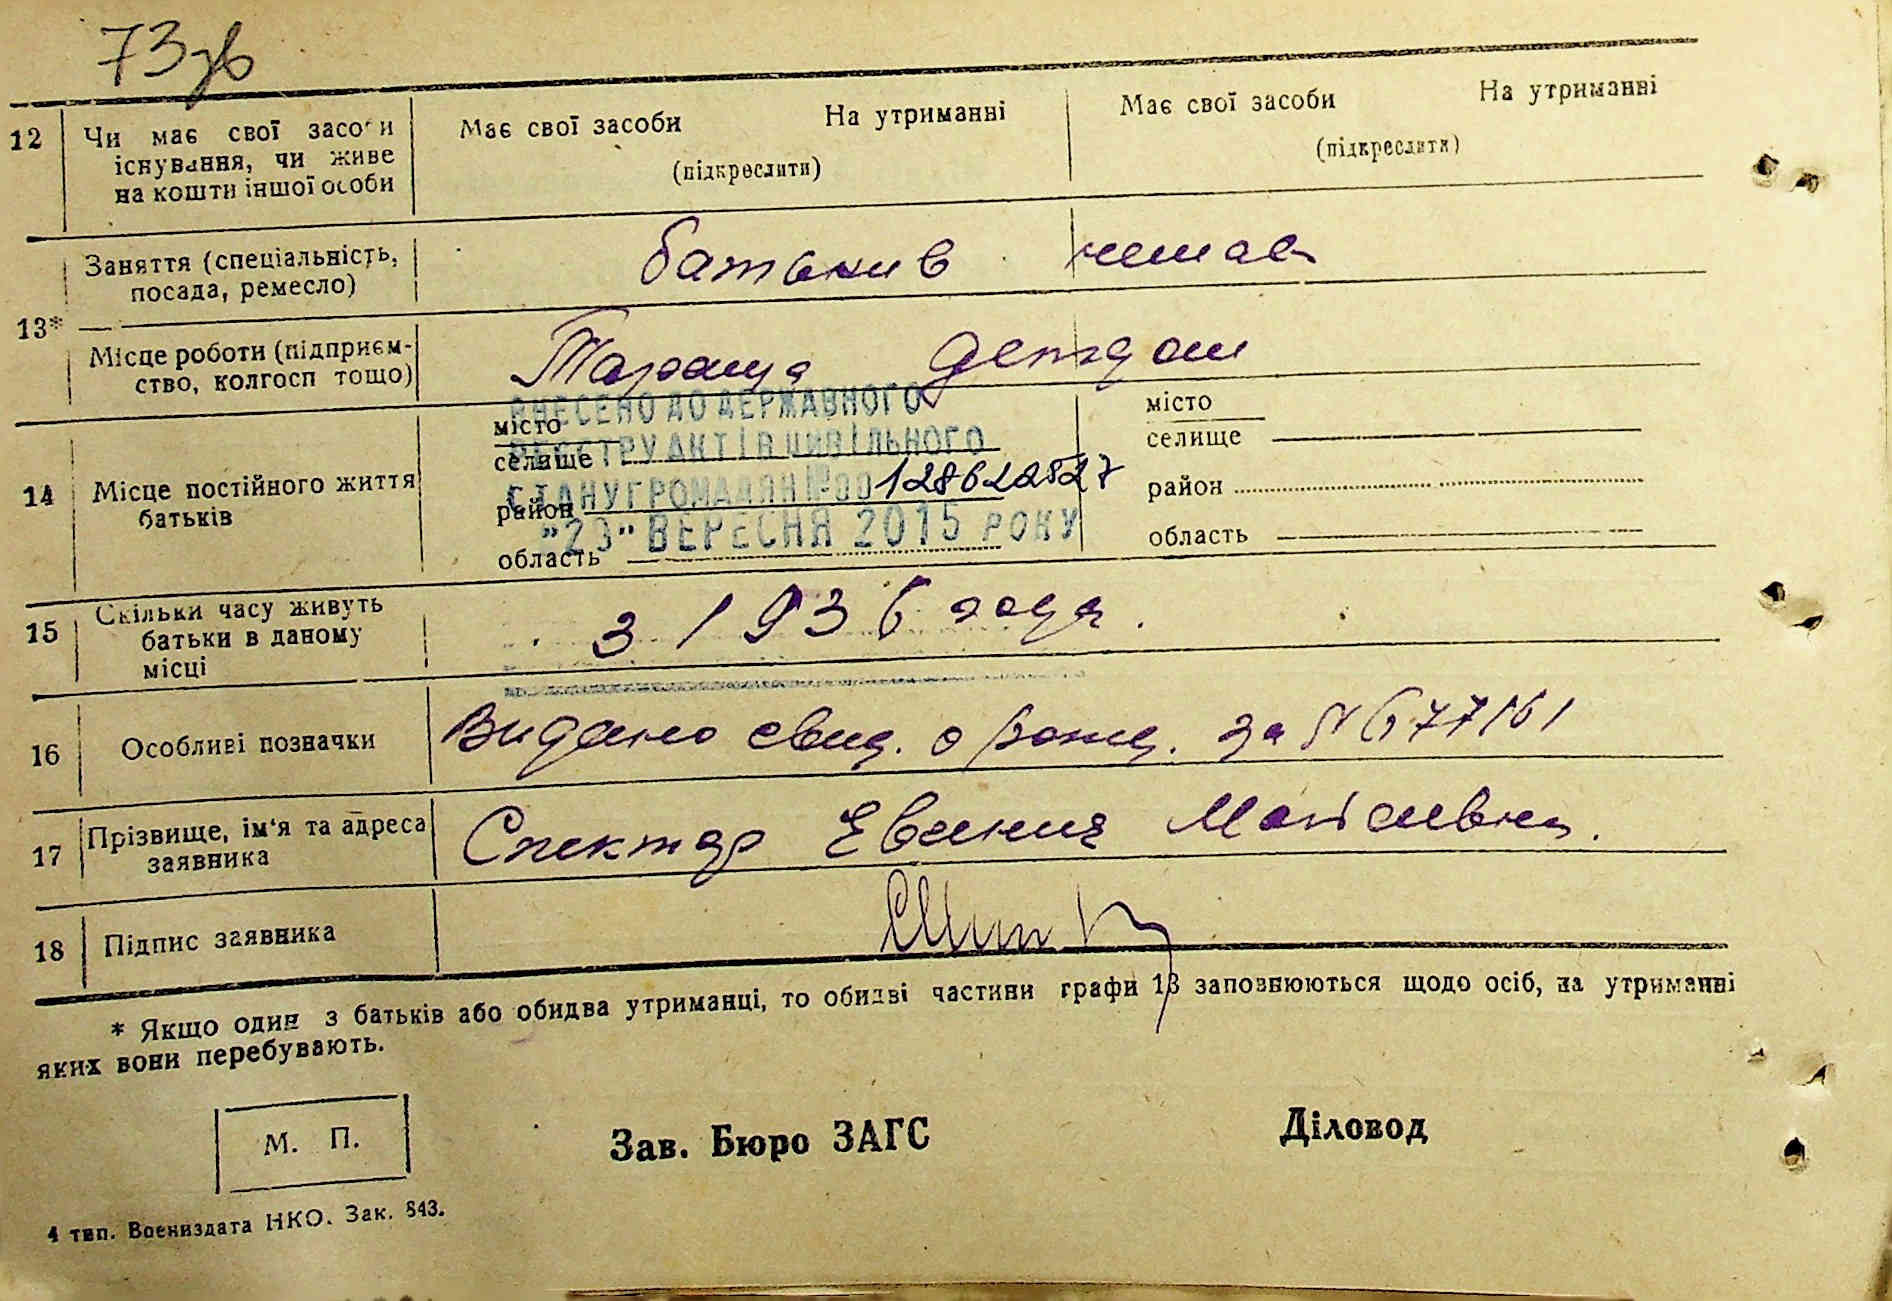 73зв
12 Чи має свої засоби Має свої засоби На утриманні Має свої засоби На утриманні
існування, чи живе (підкреслити) (підкреслити)
на кошти іншої особи
Заняття (спеціальність, батькив немає
посада, ремесло)
13*
Місце роботи (підприєм- Тараща детдом
ство, колгосп тощо)
ВНЕСЕНО ДО ДЕРЖАВНОГО
місто місто
РЕЄСТРУ АКТІВ ЦИВІЛЬНОГО
селище селище
14 Місце постійного життя СТАНУ ГРОМАДЯН №00128622827
батьків район район
"23" ВЕРЕСНЯ 2015 РОКУ
область область
15 Скільки часу живуть з 1936 года.
батьки в даному
місці
16 Особливі позначки Видано свид. о рожд. за № 677161
17 Прізвище, ім'я та адреса Спектор Евгения
заявника
18 Підпис заявника
* Якщо один з батьків або обидва утриманці, то обидві частини графи 13 заповнюються щодо осіб, на утриманні
яких вони перебувають.
М. П. Зав. Бюро ЗАГС Діловод
4 тип. Воениздата НКО. Зак. 843.